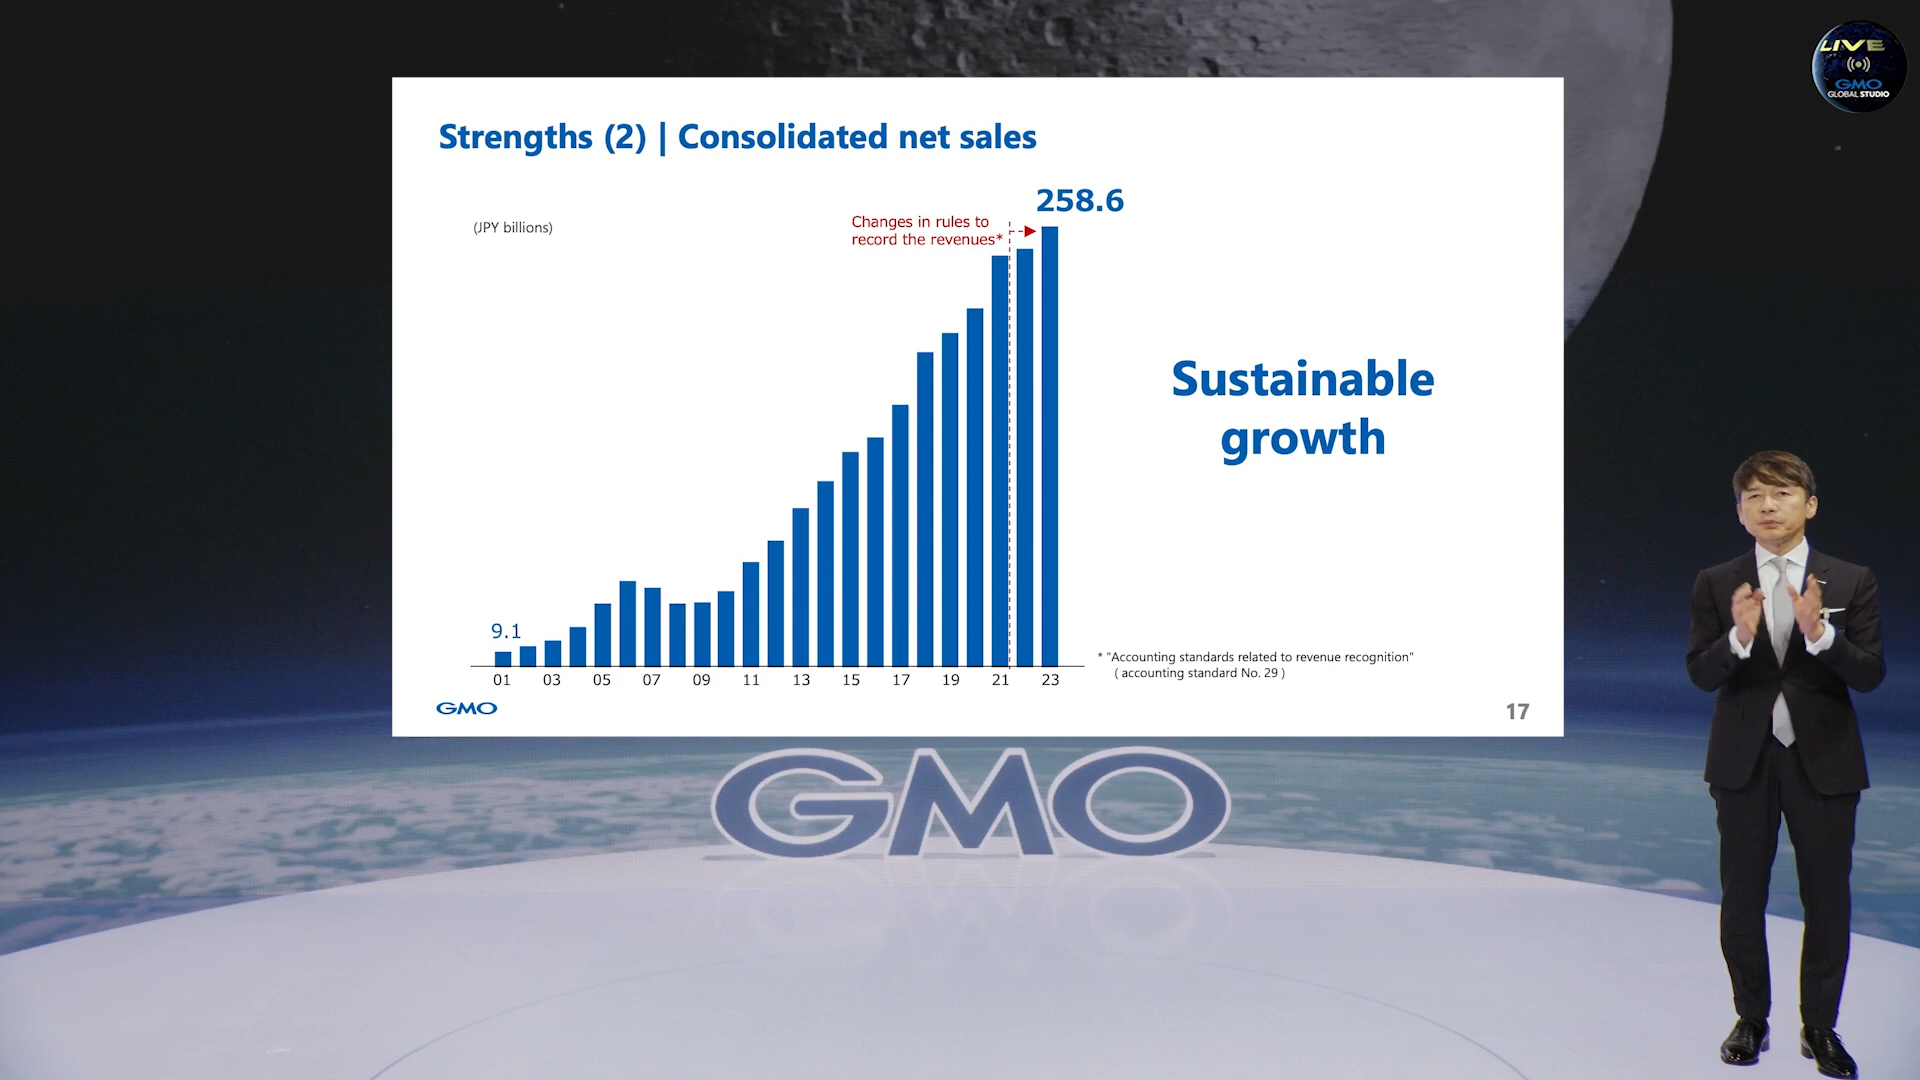 LIVE
GMO
GLOBAL STUDIO
Strengths (2) | Consolidated net sales
258.6
(JPY billions)
Changes in rules to
record the revenues*
Sustainable
growth
9.1
* "Accounting standards related to revenue recognition"
( accounting standard No. 29 )
01 03 05 07 09 11 13 15 17 19 21 23
GMO
17
GMO